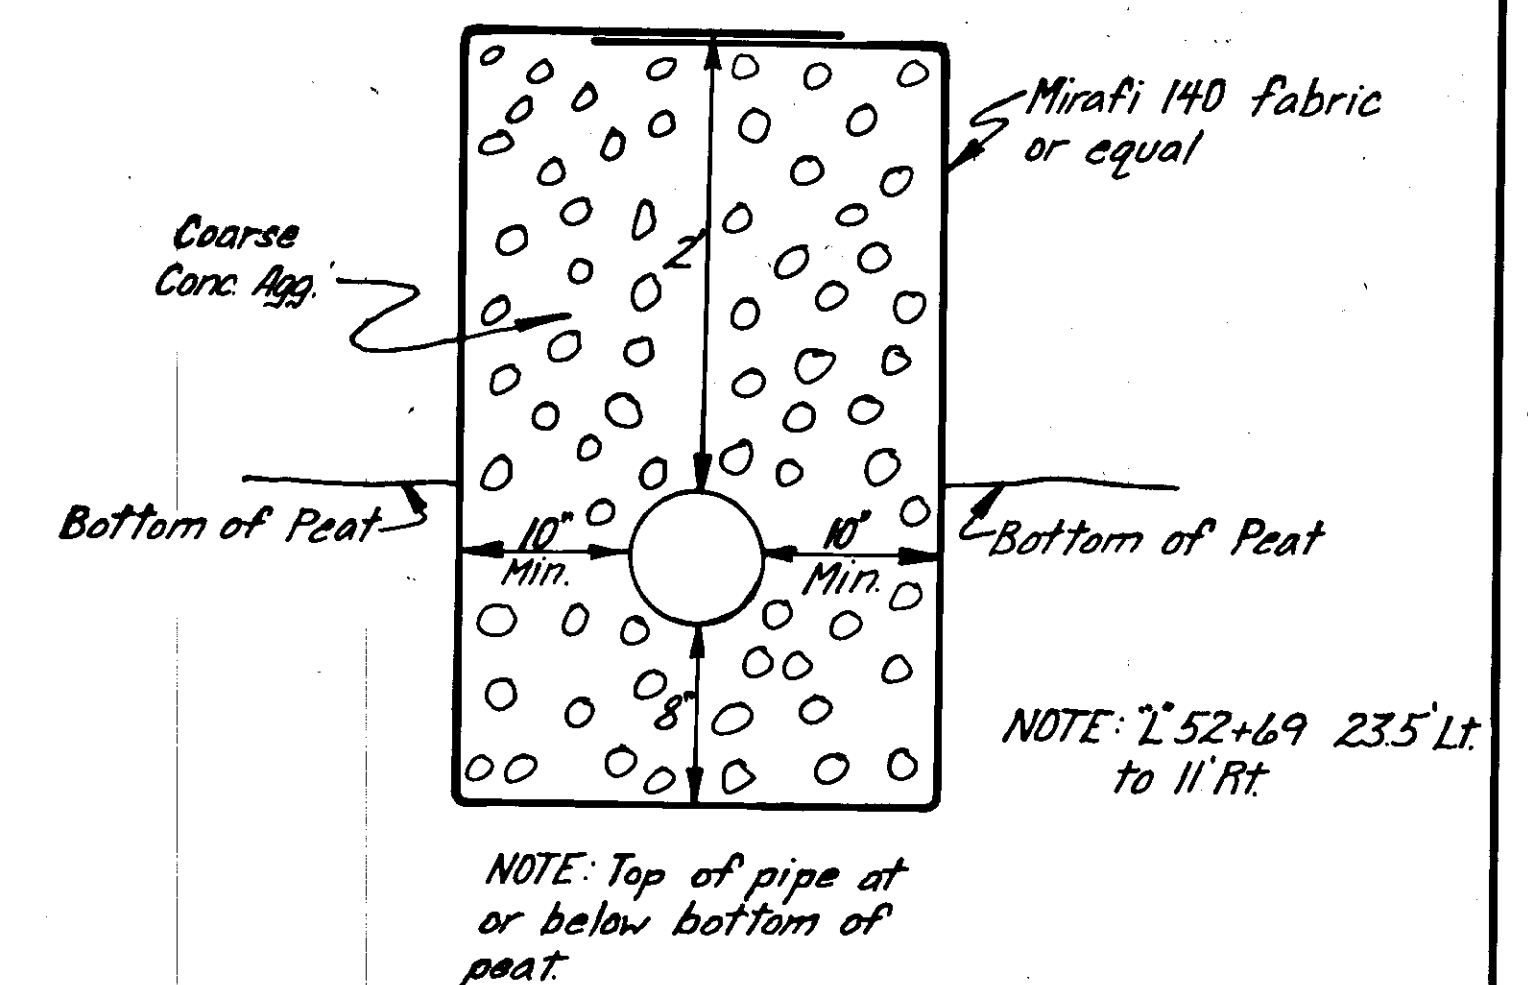 Mirafi 140 fabric
or equal
Coarse
Conc. Agg.
2'
Bottom of Peat
10"
Min.
10"
Min.
Bottom of Peat
8"
NOTE: "L" 52+69 23.5' Lt.
to 11' Rt.
NOTE: Top of pipe at
or below bottom of
peat.